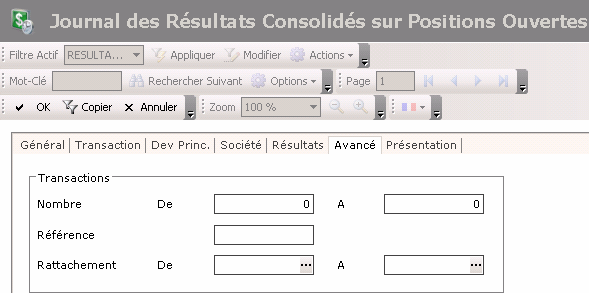 Journal des Résultats Consolidés sur Positions Ouvertes
Filtre Actif RESULTA... Appliquer Modifier Actions
Mot-Clé Rechercher Suivant Options Page 1
OK Copier Annuler Zoom 100 %
Général Transaction Dev Princ. Société Résultats Avancé Présentation
Transactions
Nombre De 0 A 0
Référence
Rattachement De ... A ...